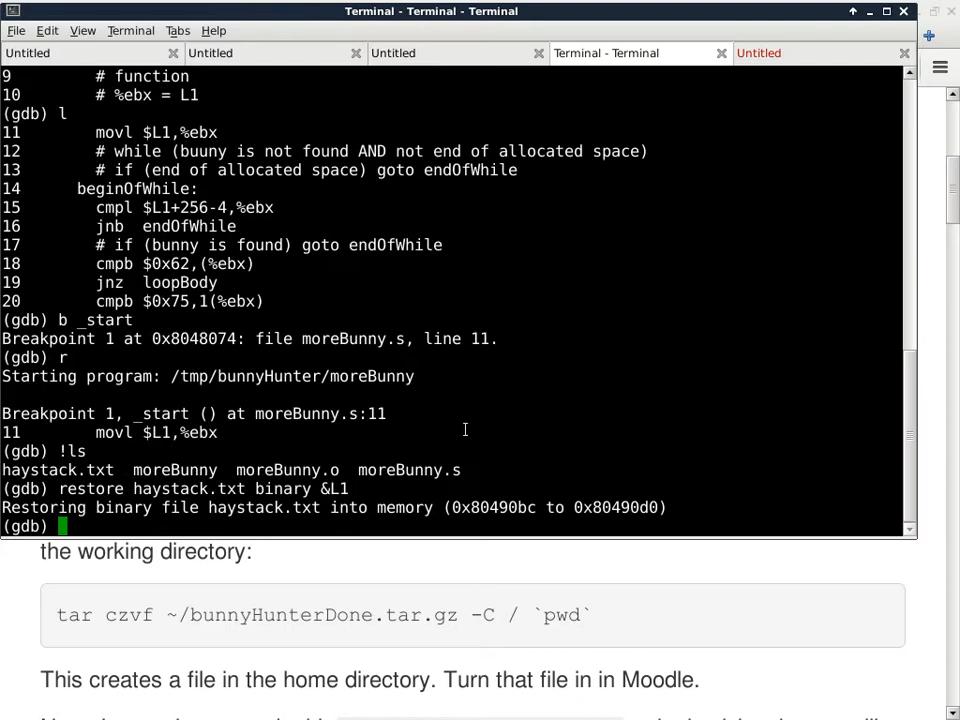 Terminal - Terminal - Terminal
File Edit View Terminal Tabs Help
Untitled Untitled Untitled Terminal - Terminal Untitled
9 # function
10 # %ebx = L1
(gdb) l
11 movl $L1,%ebx
12 # while (buuny is not found AND not end of allocated space)
13 # if (end of allocated space) goto endOfWhile
14 beginOfWhile:
15 cmpl $L1+256-4,%ebx
16 jnb endOfWhile
17 # if (bunny is found) goto endOfWhile
18 cmpb $0x62,(%ebx)
19 jnz loopBody
20 cmpb $0x75,1(%ebx)
(gdb) b _start
Breakpoint 1 at 0x8048074: file moreBunny.s, line 11.
(gdb) r
Starting program: /tmp/bunnyHunter/moreBunny
Breakpoint 1, _start () at moreBunny.s:11
11 movl $L1,%ebx
(gdb) !ls
haystack.txt moreBunny moreBunny.o moreBunny.s
(gdb) restore haystack.txt binary &L1
Restoring binary file haystack.txt into memory (0x80490bc to 0x80490d0)
(gdb)
the working directory:
tar czvf ~/bunnyHunterDone.tar.gz -C / `pwd`
This creates a file in the home directory. Turn that file in in Moodle.